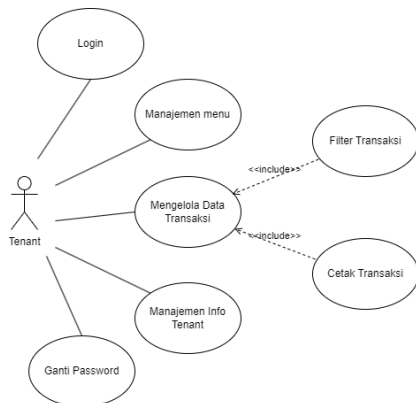 Login
Manajemen menu
Filter Transaksi
<<include>>
Mengelola Data
Transaksi
Tenant
<<include>>
Cetak Transaksi
Manajemen Info
Tenant
Ganti Password